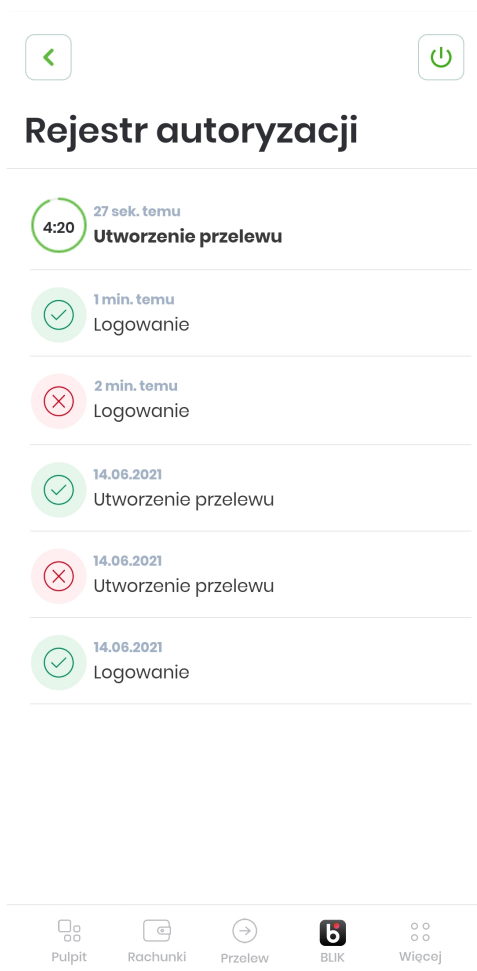 Rejestr autoryzacji
4:20
27 sek. temu
Utworzenie przelewu
1 min. temu
Logowanie
2 min. temu
Logowanie
14.06.2021
Utworzenie przelewu
14.06.2021
Utworzenie przelewu
14.06.2021
Logowanie
Pulpit Rachunki Przelew BLIK Więcej